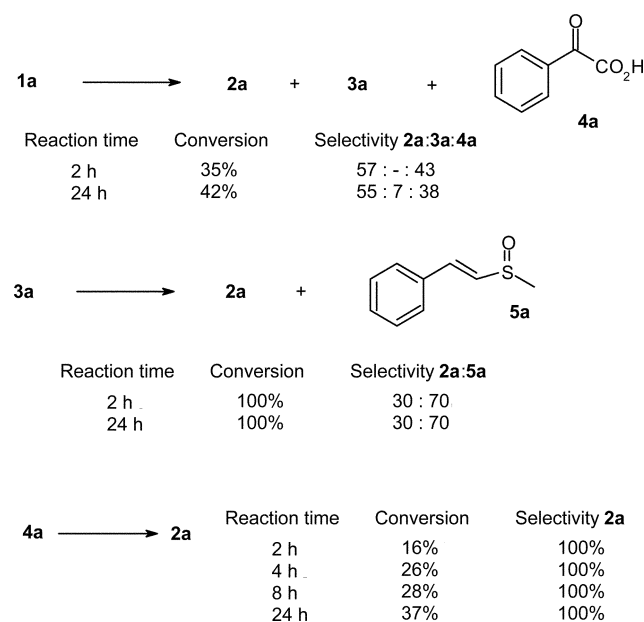 O
CO2H
1a 2a + 3a +
4a
Reaction time Conversion Selectivity 2a:3a:4a
2 h 35% 57 : - : 43
24 h 42% 55 : 7 : 38
O
S
3a 2a +
5a
Reaction time Conversion Selectivity 2a:5a
2 h 100% 30 : 70
24 h 100% 30 : 70
4a 2a Reaction time Conversion Selectivity 2a
2 h 16% 100%
4 h 26% 100%
8 h 28% 100%
24 h 37% 100%